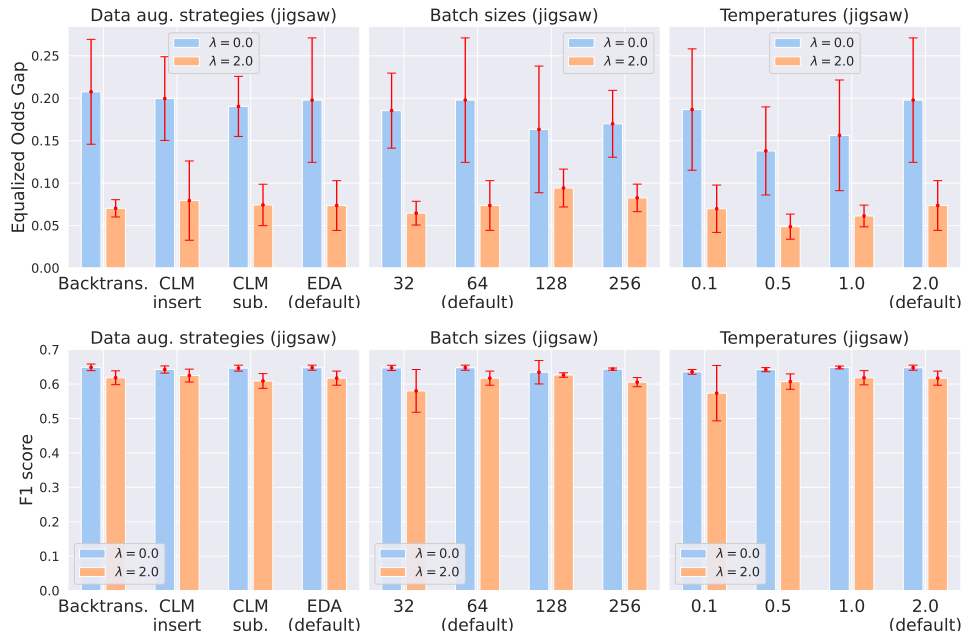 Data aug. strategies (jigsaw)
Batch sizes (jigsaw)
Temperatures (jigsaw)
Equalized Odds Gap
0.25
0.20
0.15
0.10
0.05
0.00
λ = 0.0
λ = 2.0
λ = 0.0
λ = 2.0
λ = 0.0
λ = 2.0
Backtrans. CLM insert CLM sub. EDA (default)
32 64 (default) 128 256
0.1 0.5 1.0 2.0 (default)
Data aug. strategies (jigsaw)
Batch sizes (jigsaw)
Temperatures (jigsaw)
F1 score
0.7
0.6
0.5
0.4
0.3
0.2
0.1
0.0
λ = 0.0
λ = 2.0
λ = 0.0
λ = 2.0
λ = 0.0
λ = 2.0
Backtrans. CLM insert CLM sub. EDA (default)
32 64 (default) 128 256
0.1 0.5 1.0 2.0 (default)